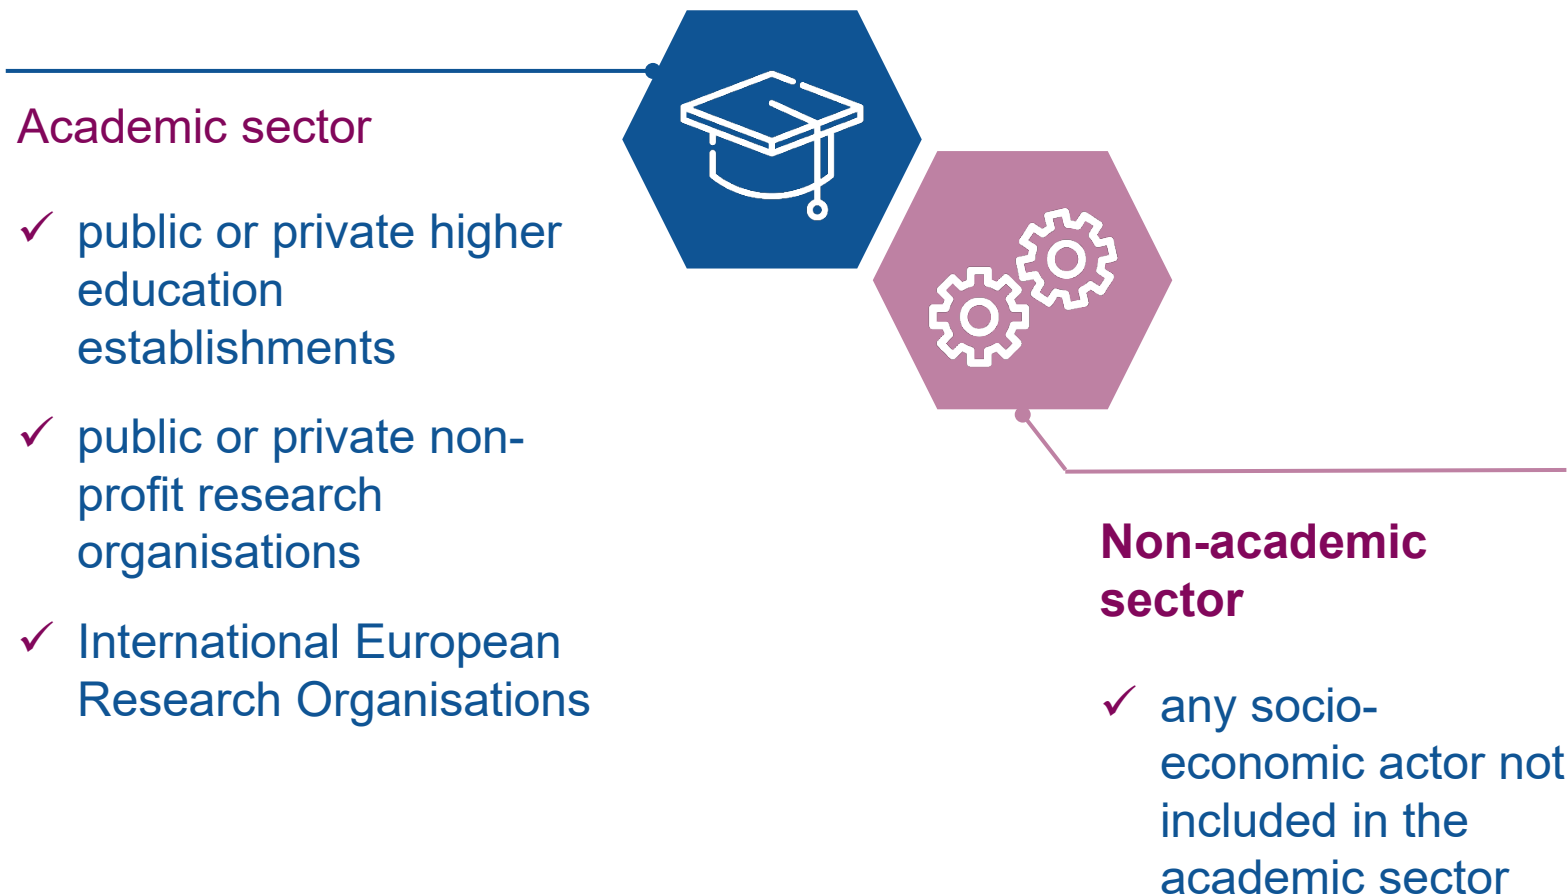 Academic sector
✓ public or private higher
education
establishments
✓ public or private non-
profit research
organisations
✓ International European
Research Organisations
Non-academic
sector
✓ any socio-
economic actor not
included in the
academic sector